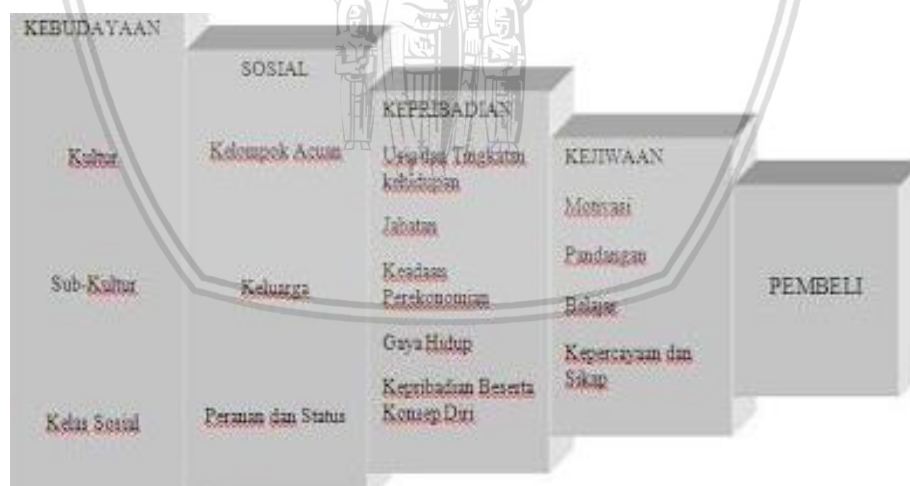 KEBUDAYAAN
Kultur
Sub-Kultur
Kelas Sosial
SOSIAL
Kelompok Acuan
Keluarga
Peranan dan Status
KEPRIBADIAN
Usia dan Tingkatan
kehidupan
Jabatan
Keadaan
Perekonomian
Gaya Hidup
Kepribadian Beserta
Konsep Diri
KEJIWAAN
Motivasi
Pandangan
Belajar
Kepercayaan dan
Sikap
PEMBELI